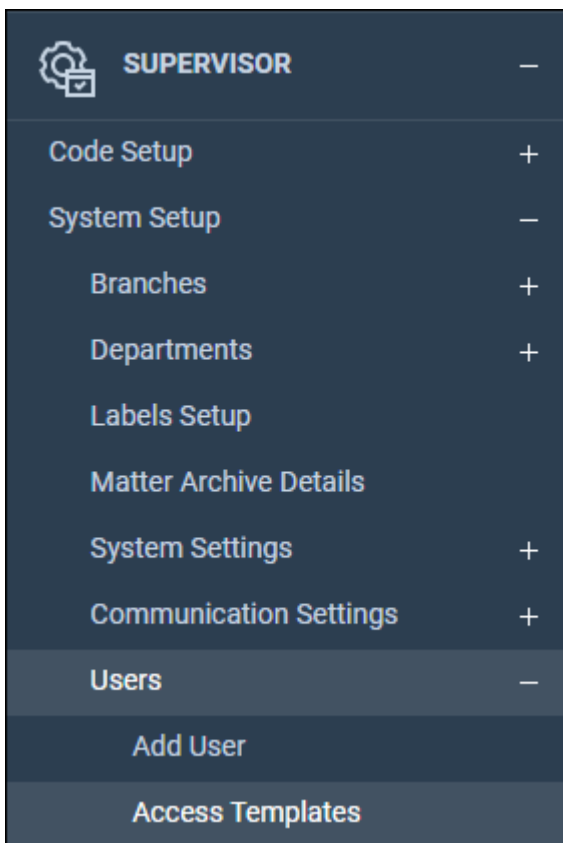 SUPERVISOR –
Code Setup +
System Setup –
Branches +
Departments +
Labels Setup
Matter Archive Details
System Settings +
Communication Settings +
Users –
Add User
Access Templates